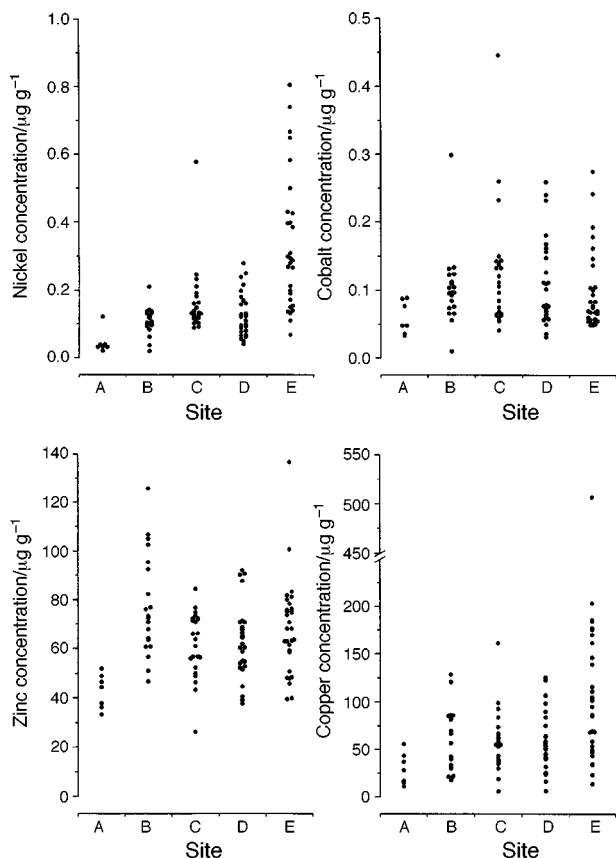 Nickel concentration/µg g⁻¹
1.0
0.8
0.6
0.4
0.2
0.0
A B C D E
Site
Cobalt concentration/µg g⁻¹
0.5
0.4
0.3
0.2
0.1
0.0
A B C D E
Site
Zinc concentration/µg g⁻¹
140
120
100
80
60
40
20
0
A B C D E
Site
Copper concentration/µg g⁻¹
550
500
450
250
200
150
100
50
0
A B C D E
Site